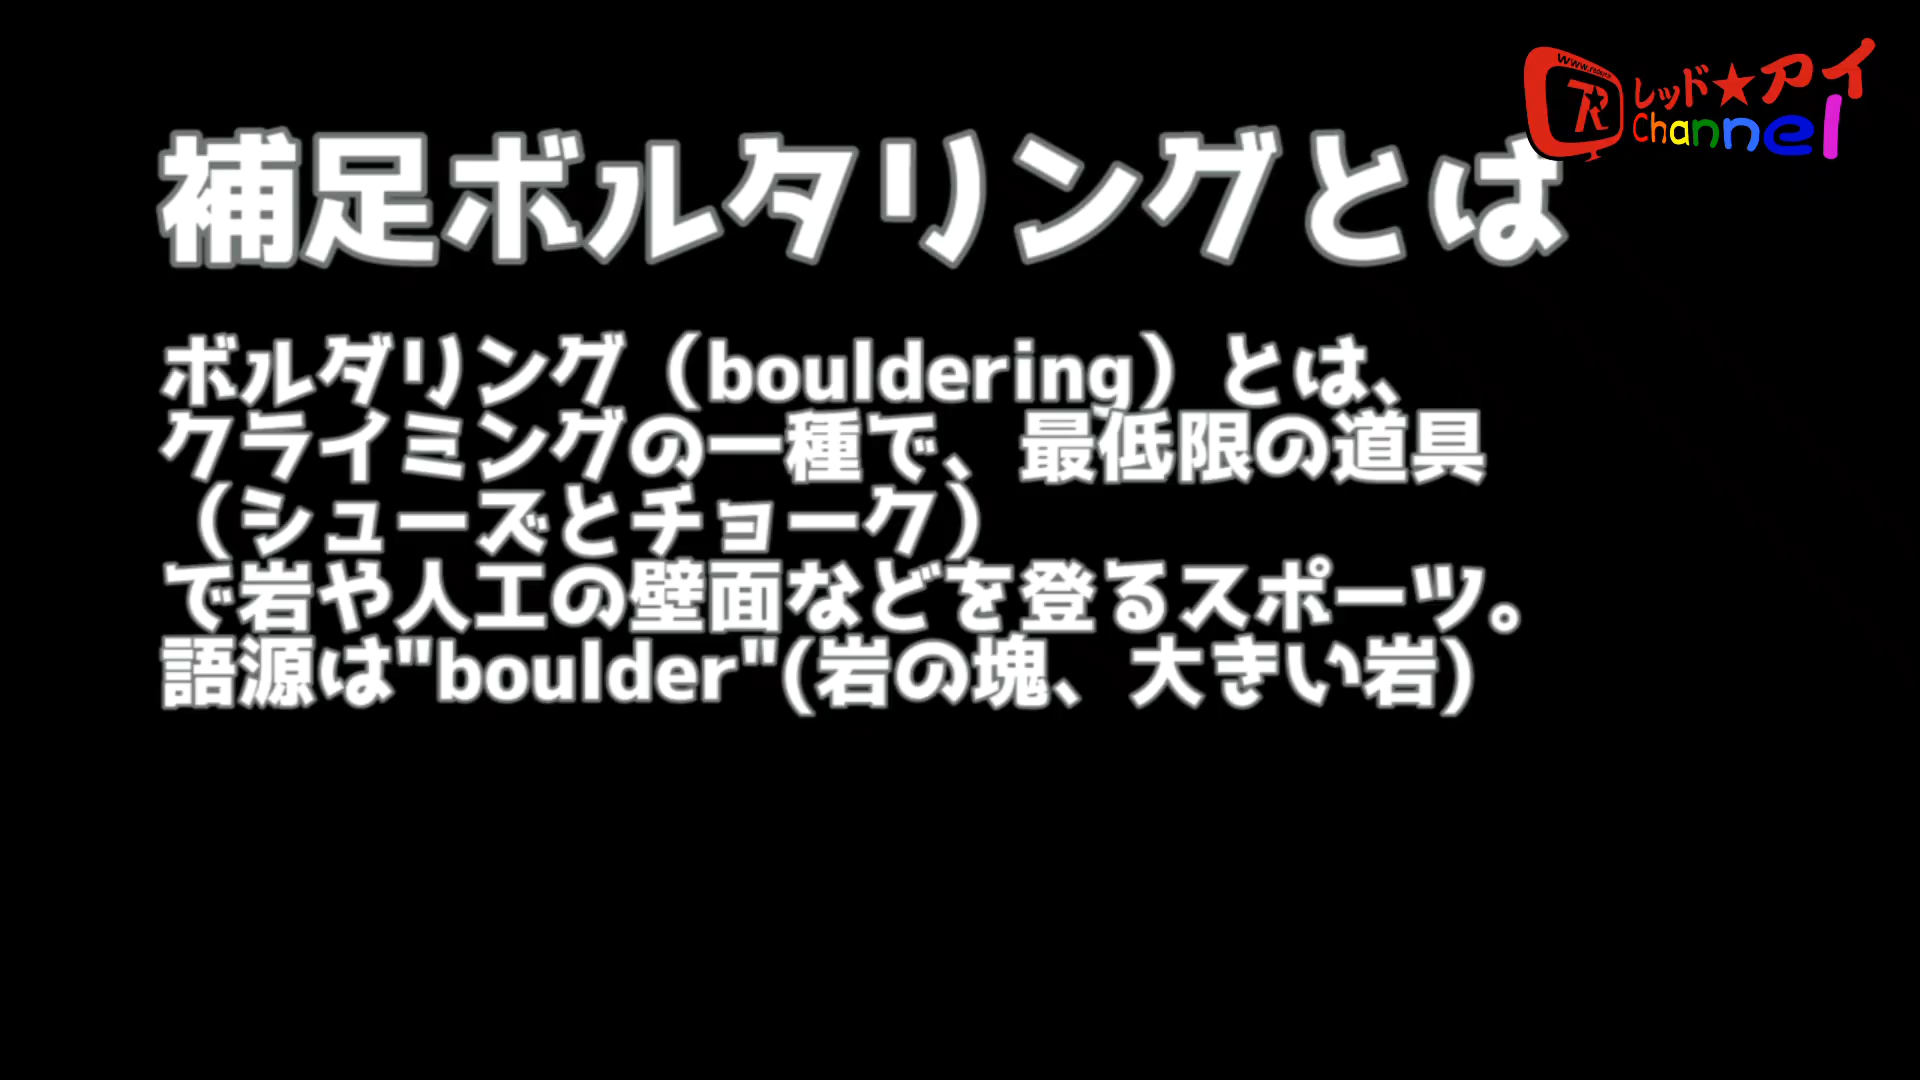 レッド★アイ
Channel
補足ボルタリングとは
ボルダリング（bouldering）とは、
クライミングの一種で、最低限の道具
（シューズとチョーク）
で岩や人工の壁面などを登るスポーツ。
語源は"boulder"(岩の塊、大きい岩)